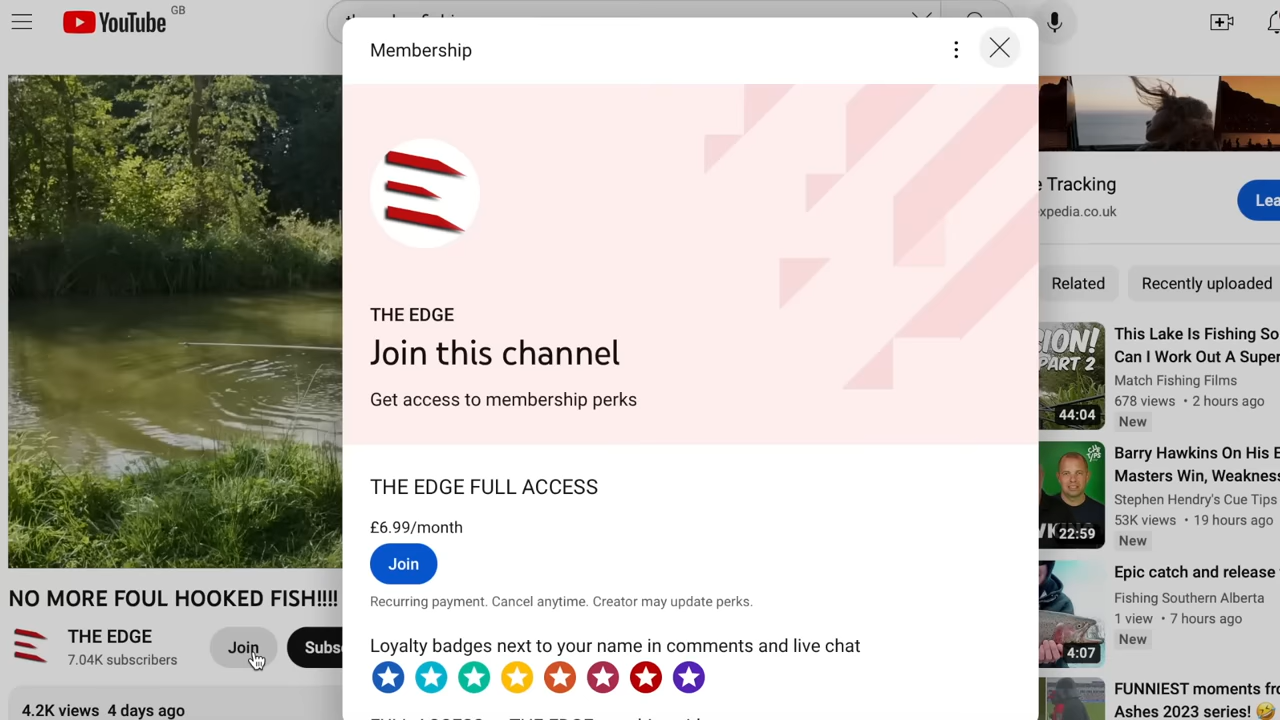 YouTube
GB
Membership
THE EDGE
Join this channel
Get access to membership perks
THE EDGE FULL ACCESS
£6.99/month
Join
Recurring payment. Cancel anytime. Creator may update perks.
Loyalty badges next to your name in comments and live chat
NO MORE FOUL HOOKED FISH!!!!
THE EDGE
7.04K subscribers
Join
Subs
4.2K views 4 days ago
e Tracking
xpedia.co.uk
Lea
Related
Recently uploaded
ION!
PART 2
44:04
This Lake Is Fishing So
Can I Work Out A Super
Match Fishing Films
678 views • 2 hours ago
New
22:59
Barry Hawkins On His E
Masters Win, Weakness
Stephen Hendry's Cue Tips
53K views • 19 hours ago
New
4:07
Epic catch and release
Fishing Southern Alberta
1 view • 7 hours ago
New
FUNNIEST moments fro
Ashes 2023 series! 🤣